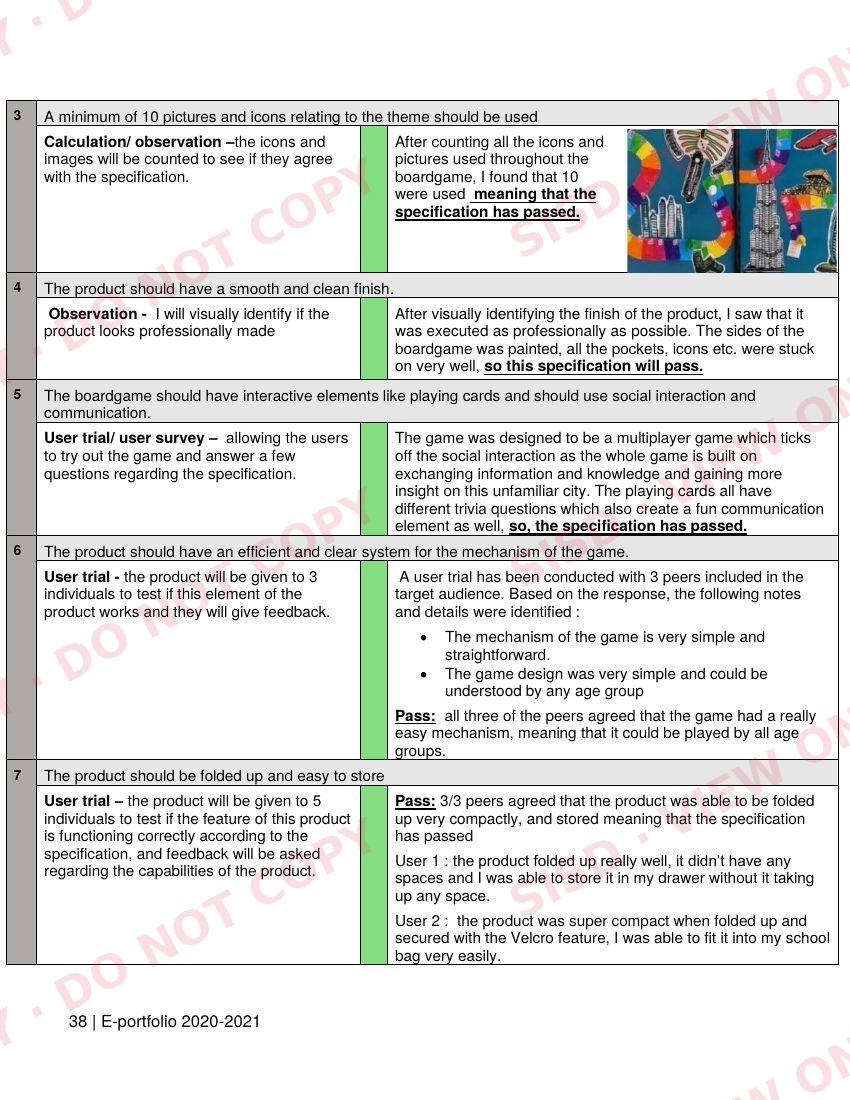 3
A minimum of 10 pictures and icons relating to the theme should be used
Calculation/ observation –the icons and
images will be counted to see if they agree
with the specification.
After counting all the icons and
pictures used throughout the
boardgame, I found that 10
were used meaning that the
specification has passed.
4
The product should have a smooth and clean finish.
Observation - I will visually identify if the
product looks professionally made
After visually identifying the finish of the product, I saw that it
was executed as professionally as possible. The sides of the
boardgame was painted, all the pockets, icons etc. were stuck
on very well, so this specification will pass.
5
The boardgame should have interactive elements like playing cards and should use social interaction and
communication.
User trial/ user survey – allowing the users
to try out the game and answer a few
questions regarding the specification.
The game was designed to be a multiplayer game which ticks
off the social interaction as the whole game is built on
exchanging information and knowledge and gaining more
insight on this unfamiliar city. The playing cards all have
different trivia questions which also create a fun communication
element as well, so, the specification has passed.
6
The product should have an efficient and clear system for the mechanism of the game.
User trial - the product will be given to 3
individuals to test if this element of the
product works and they will give feedback.
A user trial has been conducted with 3 peers included in the
target audience. Based on the response, the following notes
and details were identified :
• The mechanism of the game is very simple and
straightforward.
• The game design was very simple and could be
understood by any age group
Pass: all three of the peers agreed that the game had a really
easy mechanism, meaning that it could be played by all age
groups.
7
The product should be folded up and easy to store
User trial – the product will be given to 5
individuals to test if the feature of this product
is functioning correctly according to the
specification, and feedback will be asked
regarding the capabilities of the product.
Pass: 3/3 peers agreed that the product was able to be folded
up very compactly, and stored meaning that the specification
has passed
User 1 : the product folded up really well, it didn't have any
spaces and I was able to store it in my drawer without it taking
up any space.
User 2 : the product was super compact when folded up and
secured with the Velcro feature, I was able to fit it into my school
bag very easily.
38 | E-portfolio 2020-2021
Y · DO NOT COPY
SISD · VIEW ON
Y · DO NOT COPY
SISD · VIEW ON
Y · DO NOT COPY
SISD · VIEW ON